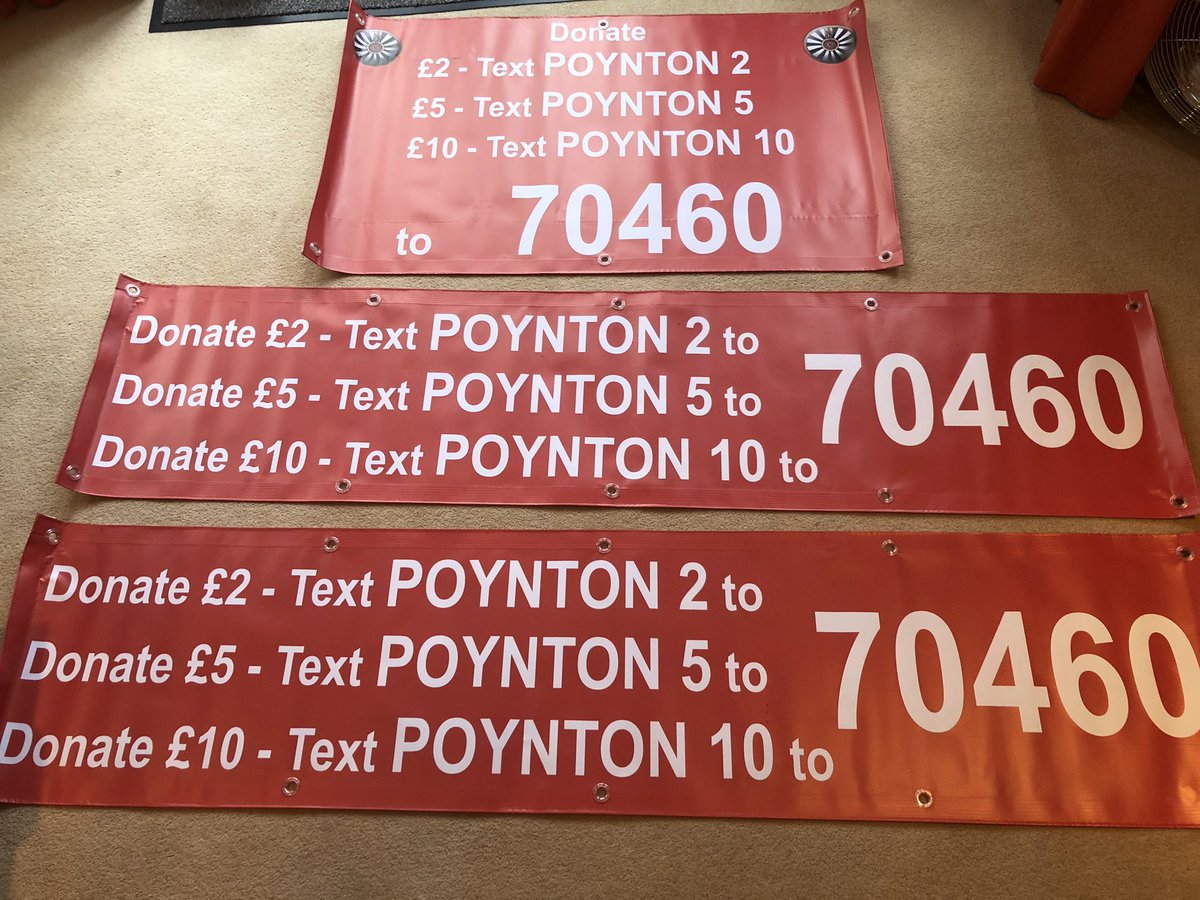 Donate
£2 - Text POYNTON 2
£5 - Text POYNTON 5
£10 - Text POYNTON 10
to 70460
Donate £2 - Text POYNTON 2 to
Donate £5 - Text POYNTON 5 to
Donate £10 - Text POYNTON 10 to
70460
Donate £2 - Text POYNTON 2 to
Donate £5 - Text POYNTON 5 to
Donate £10 - Text POYNTON 10 to
70460